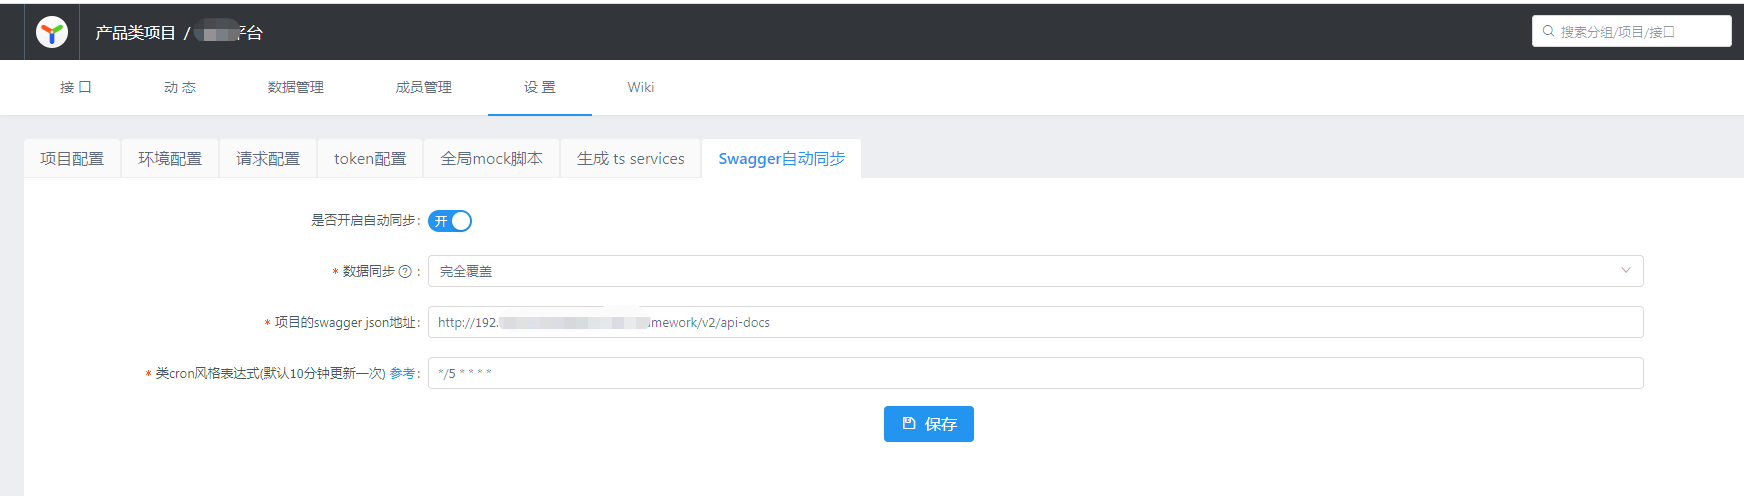 产品类项目 / 平台
搜索分组/项目/接口
接 口 动 态 数据管理 成员管理 设 置 Wiki
项目配置 环境配置 请求配置 token配置 全局mock脚本 生成 ts services Swagger自动同步
是否开启自动同步: 开
* 数据同步 ? : 完全覆盖
* 项目的swagger json地址: http://192. mework/v2/api-docs
* 类cron风格表达式(默认10分钟更新一次) 参考: */5 * * * *
保存